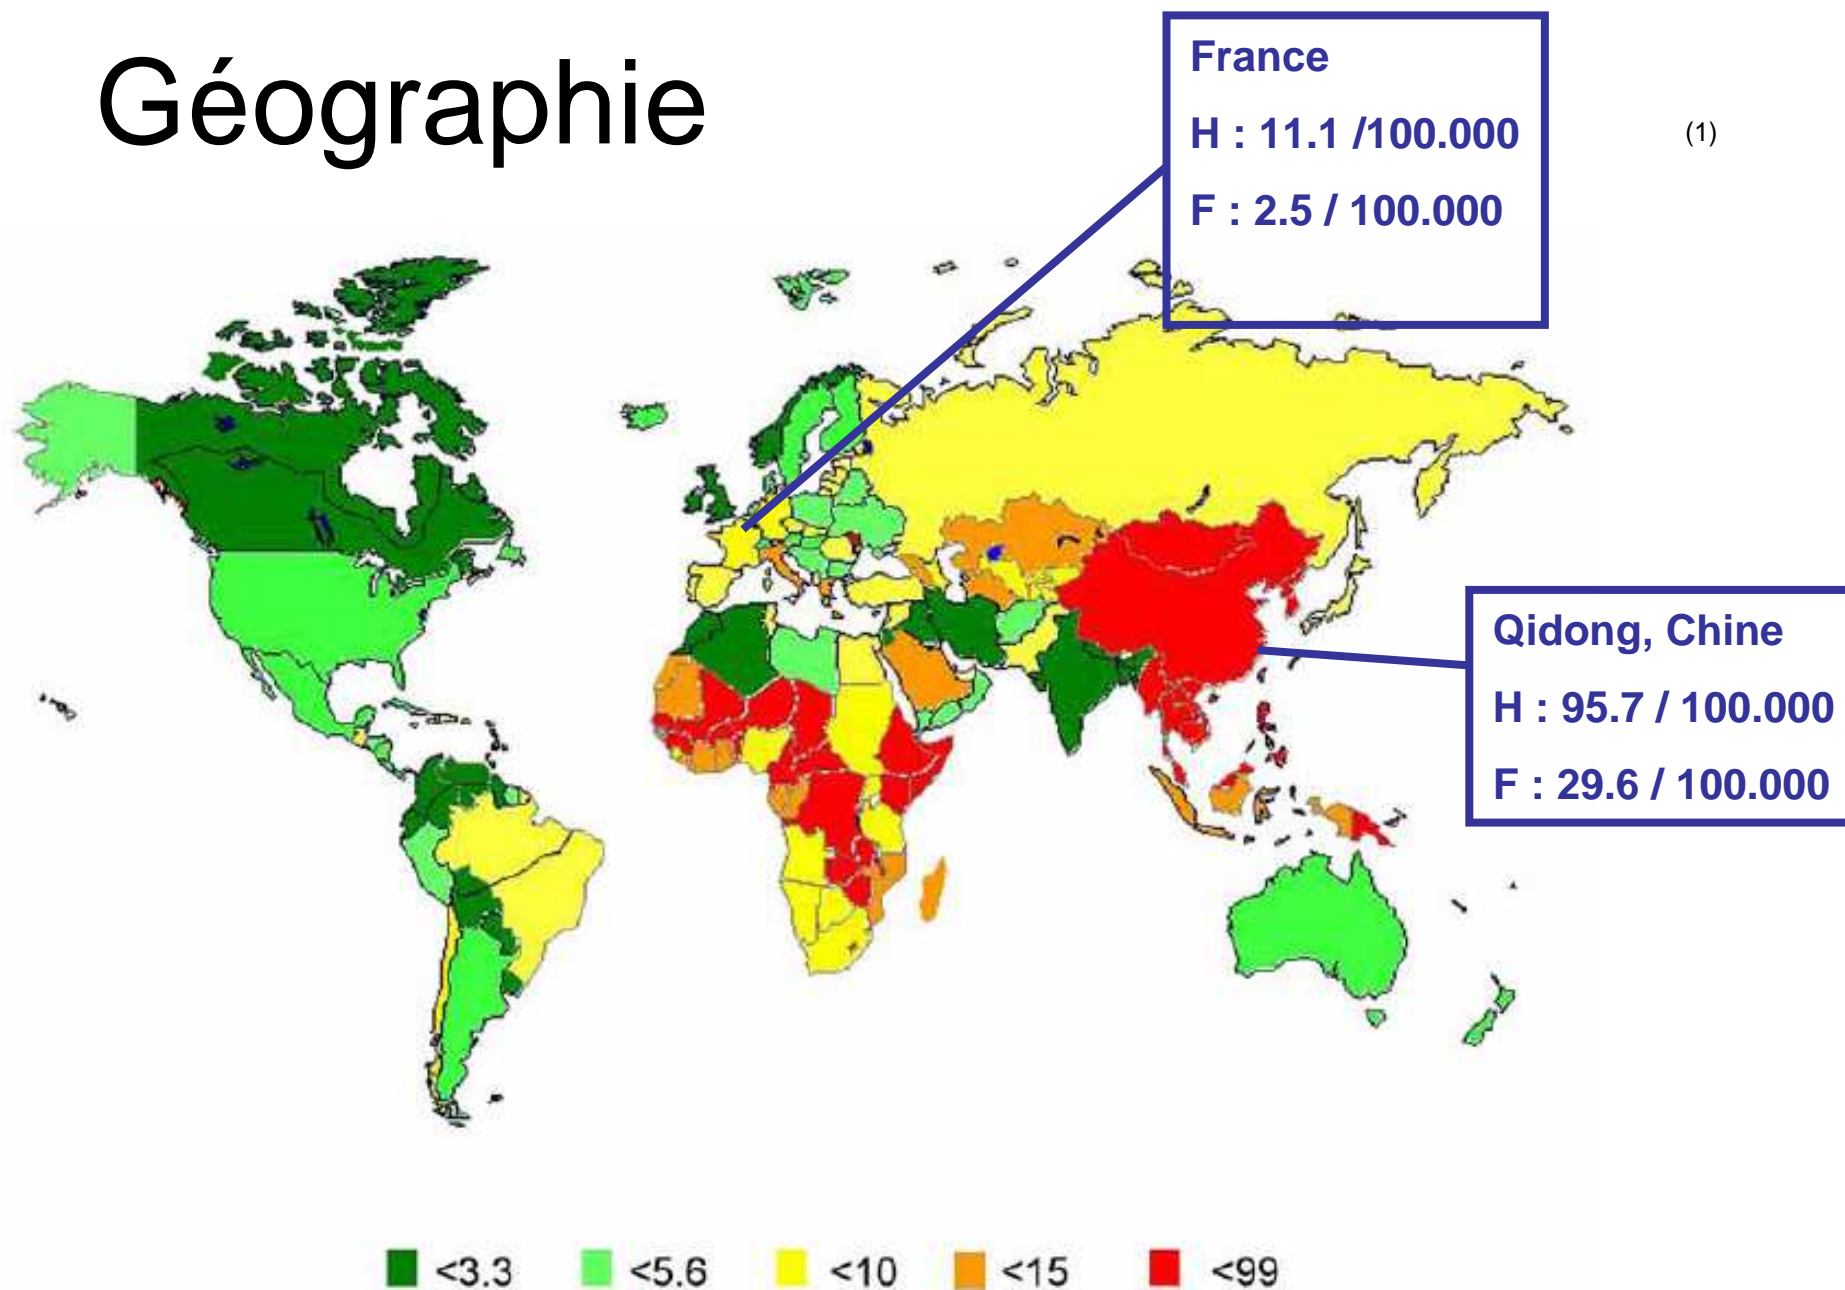 Géographie
France
H : 11.1 /100.000
F : 2.5 / 100.000
(1)
Qidong, Chine
H : 95.7 / 100.000
F : 29.6 / 100.000
<3.3 <5.6 <10 <15 <99